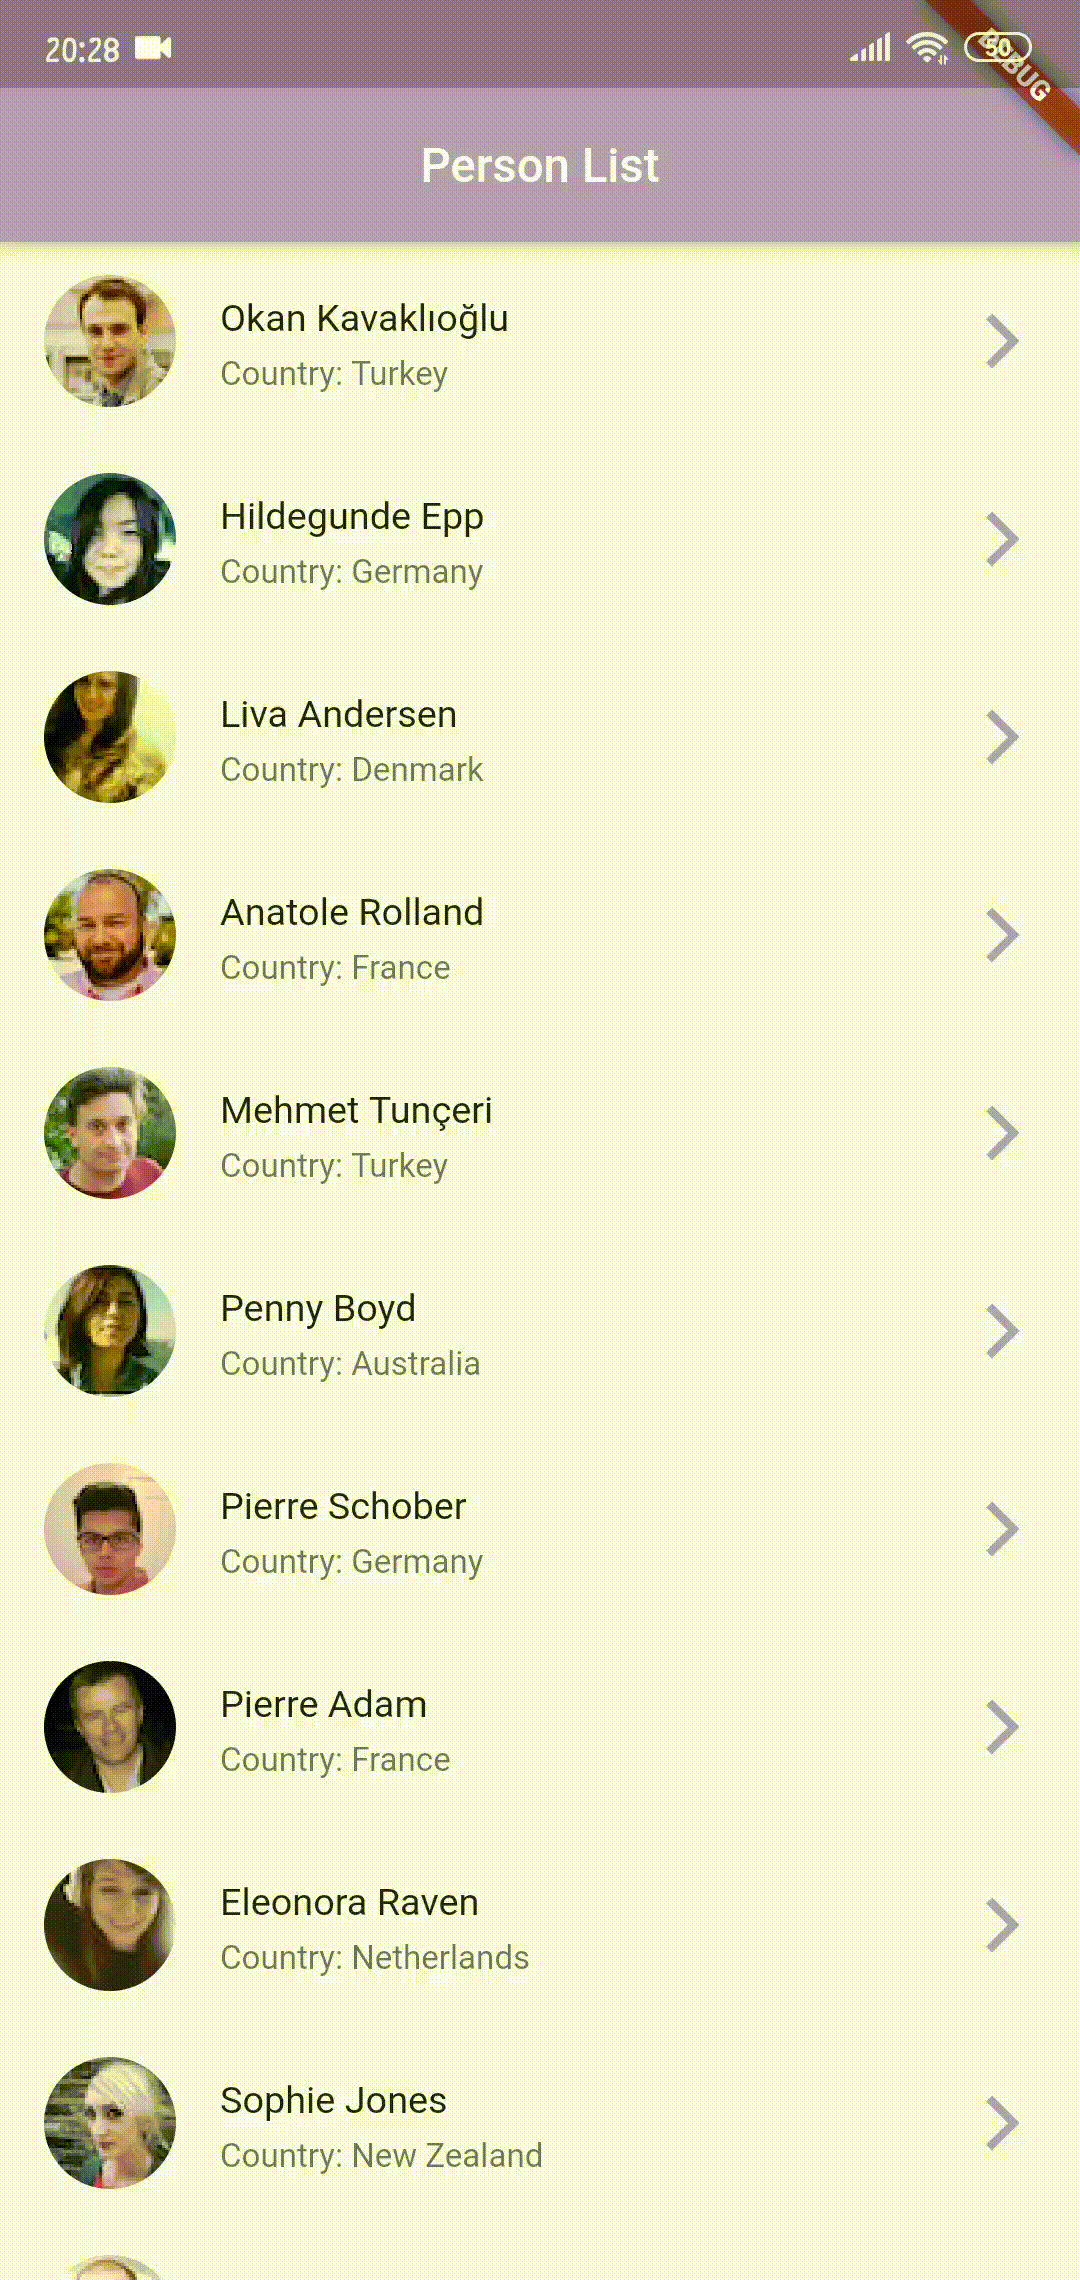 20:28
50
DEBUG
Person List
Okan Kavaklıoğlu
Country: Turkey
Hildegunde Epp
Country: Germany
Liva Andersen
Country: Denmark
Anatole Rolland
Country: France
Mehmet Tunçeri
Country: Turkey
Penny Boyd
Country: Australia
Pierre Schober
Country: Germany
Pierre Adam
Country: France
Eleonora Raven
Country: Netherlands
Sophie Jones
Country: New Zealand